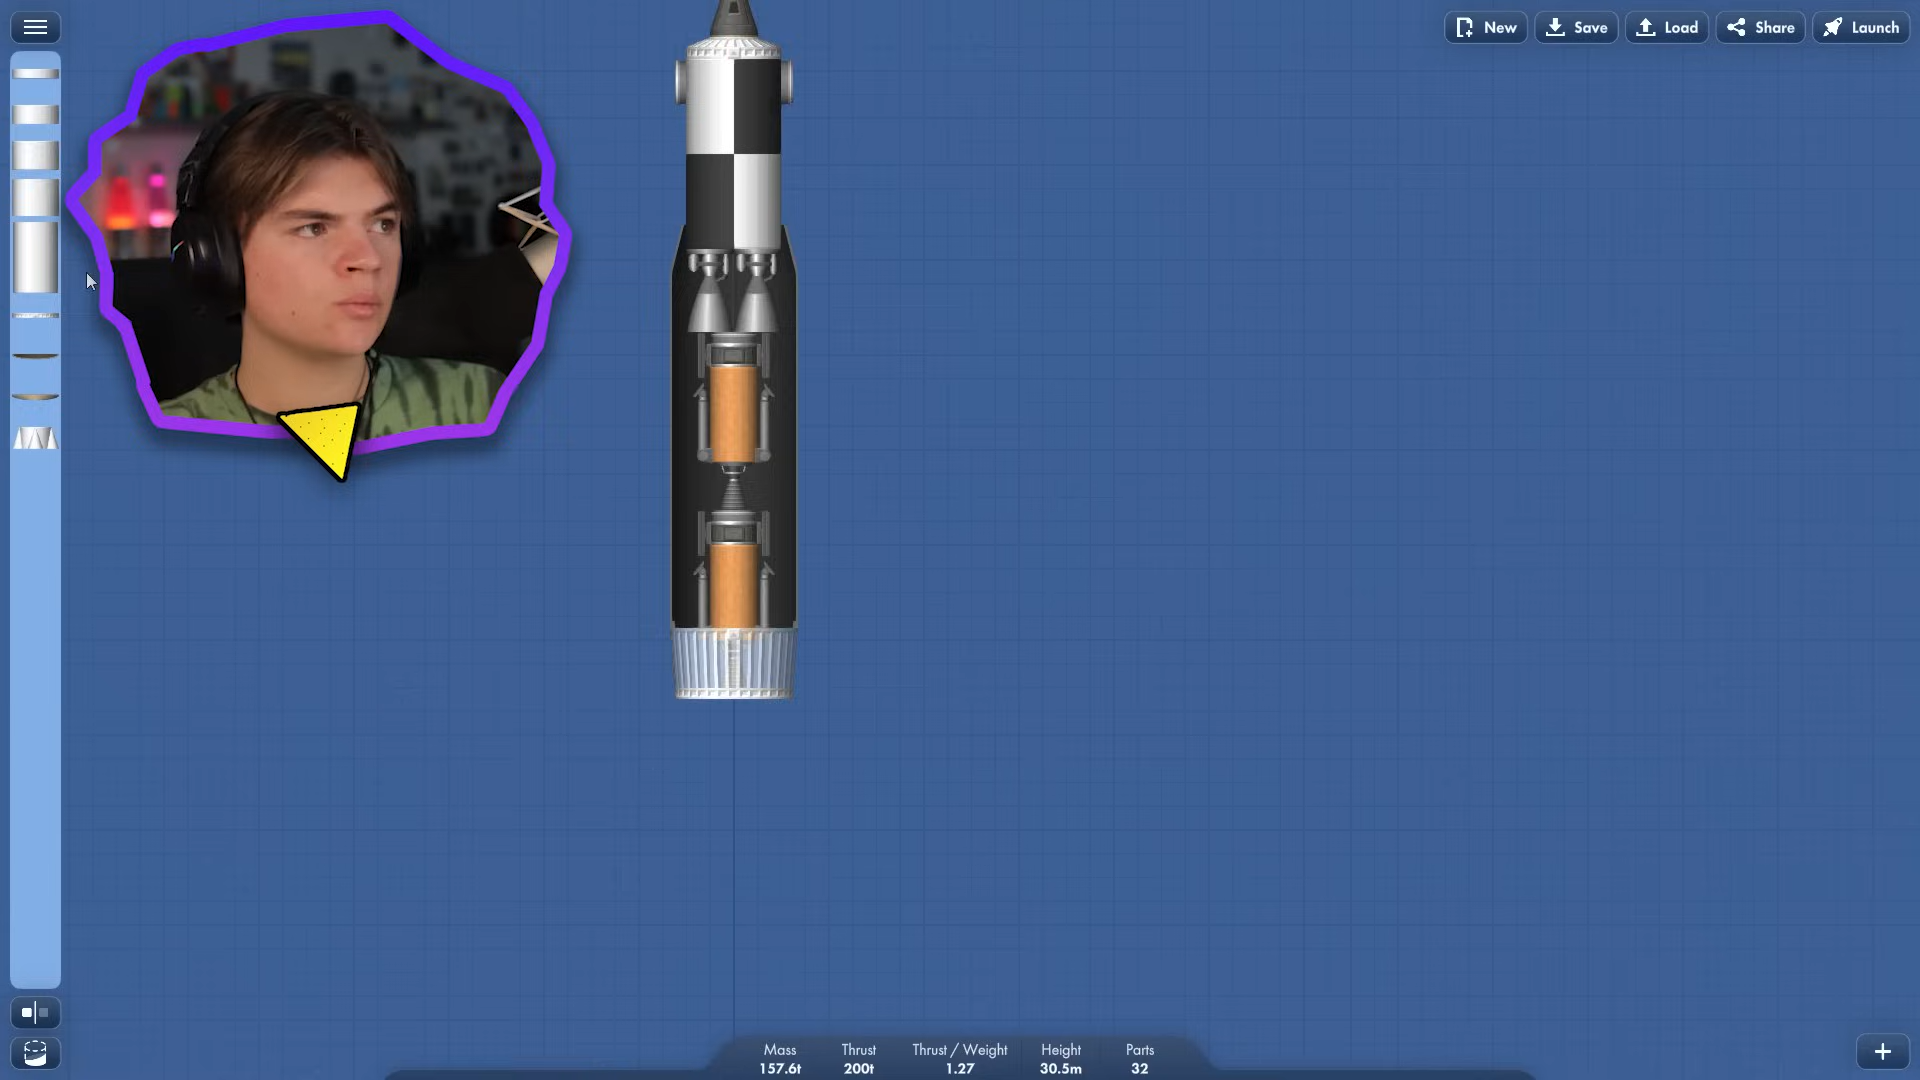 New
Save
Load
Share
Launch
Mass
Thrust
Thrust / Weight
Height
Parts
157.6t
200t
1.27
30.5m
32